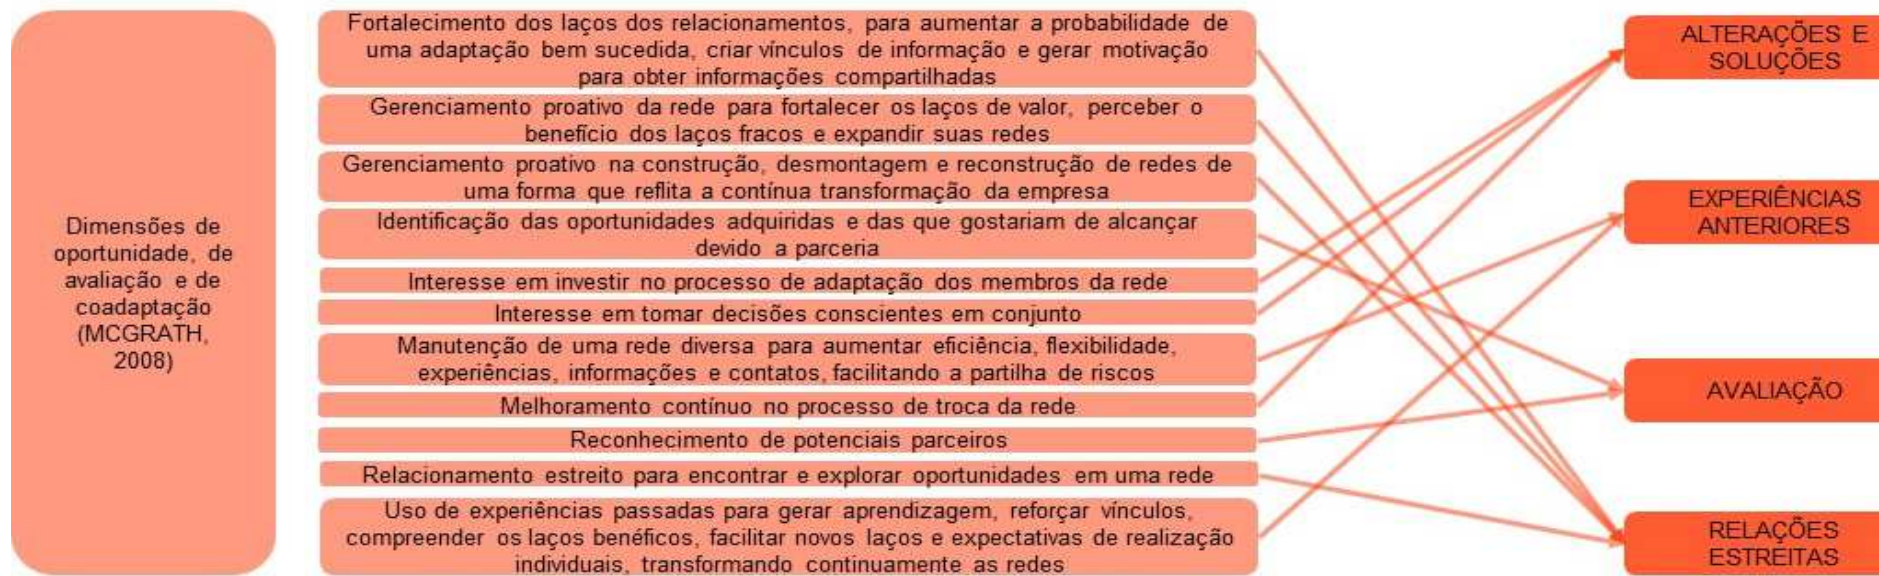 Dimensões de
oportunidade, de
avaliação e de
coadaptação
(MCGRATH,
2008)
Fortalecimento dos laços dos relacionamentos, para aumentar a probabilidade de
uma adaptação bem sucedida, criar vínculos de informação e gerar motivação
para obter informações compartilhadas
Gerenciamento proativo da rede para fortalecer os laços de valor, perceber o
benefício dos laços fracos e expandir suas redes
Gerenciamento proativo na construção, desmontagem e reconstrução de redes de
uma forma que reflita a contínua transformação da empresa
Identificação das oportunidades adquiridas e das que gostariam de alcançar
devido a parceria
Interesse em investir no processo de adaptação dos membros da rede
Interesse em tomar decisões conscientes em conjunto
Manutenção de uma rede diversa para aumentar eficiência, flexibilidade,
experiências, informações e contatos, facilitando a partilha de riscos
Melhoramento contínuo no processo de troca da rede
Reconhecimento de potenciais parceiros
Relacionamento estreito para encontrar e explorar oportunidades em uma rede
Uso de experiências passadas para gerar aprendizagem, reforçar vínculos,
compreender os laços benéficos, facilitar novos laços e expectativas de realização
individuais, transformando continuamente as redes
ALTERAÇÕES E
SOLUÇÕES
EXPERIÊNCIAS
ANTERIORES
AVALIAÇÃO
RELAÇÕES
ESTREITAS